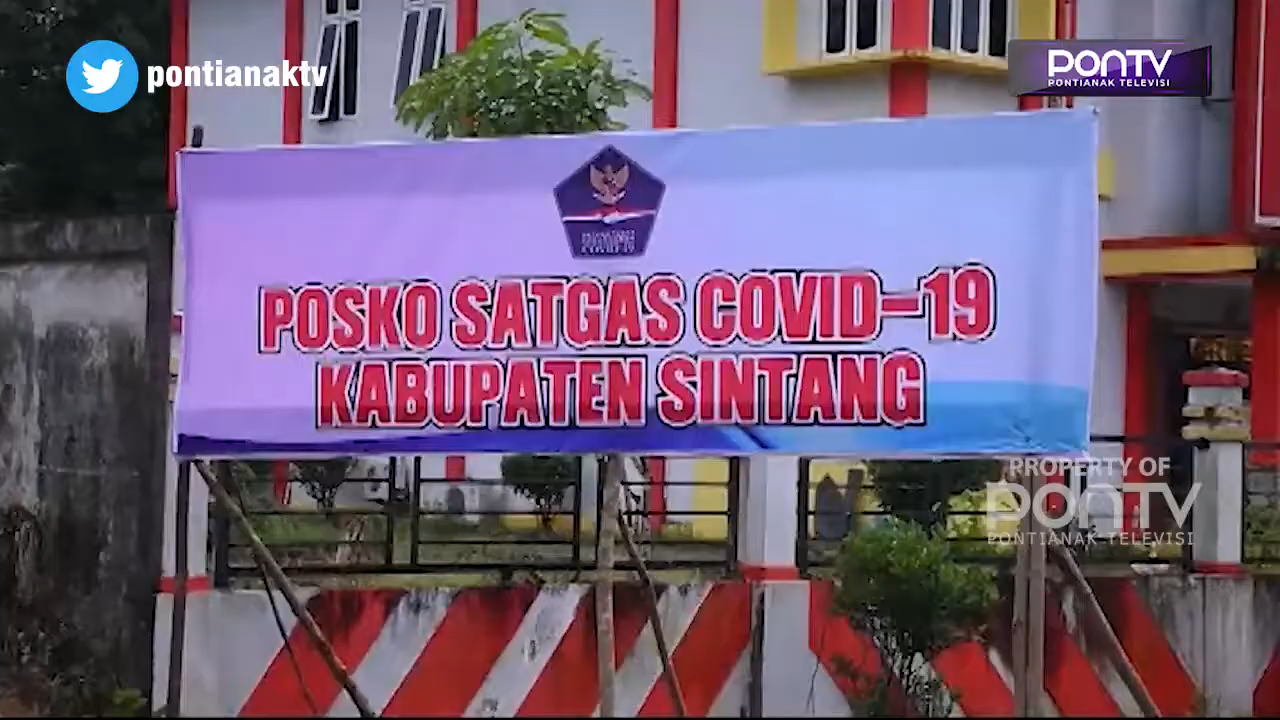 pontianaktv
PONTV
PONTIANAK TELEVISI
POSKO SATGAS COVID-19
KABUPATEN SINTANG
PROPERTY OF
PONTV
PONTIANAK TELEVISI